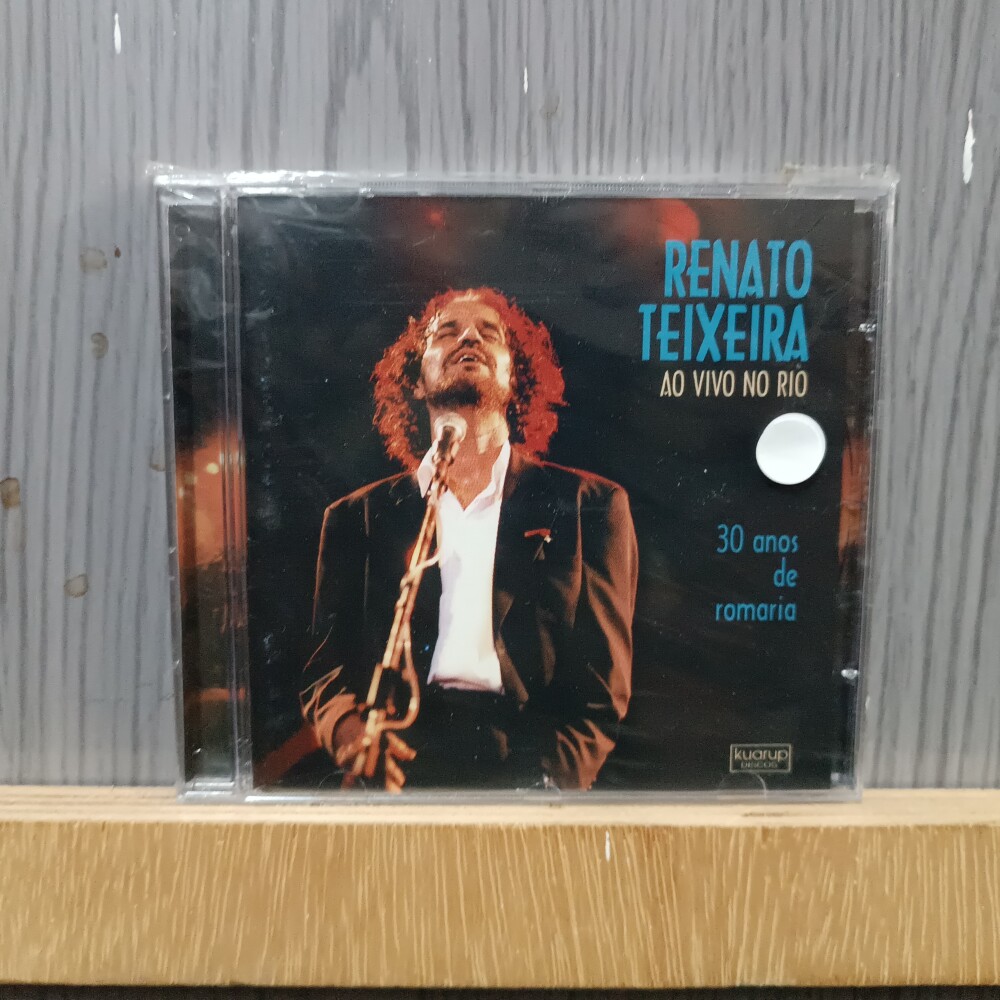 RENATO
TEIXEIRA
AO VIVO NO RIO
30 anos
de
romaria
kuarup
DISCOS